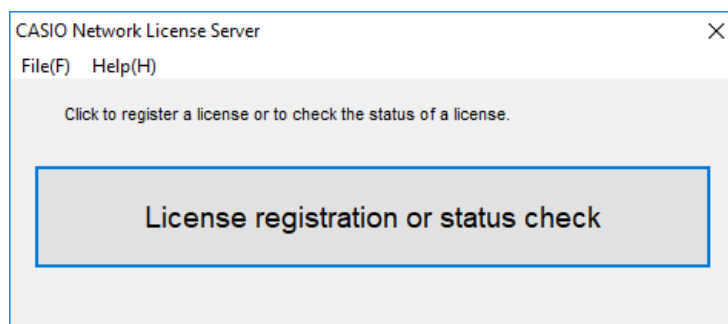 CASIO Network License Server
File(F) Help(H)
Click to register a license or to check the status of a license.
License registration or status check